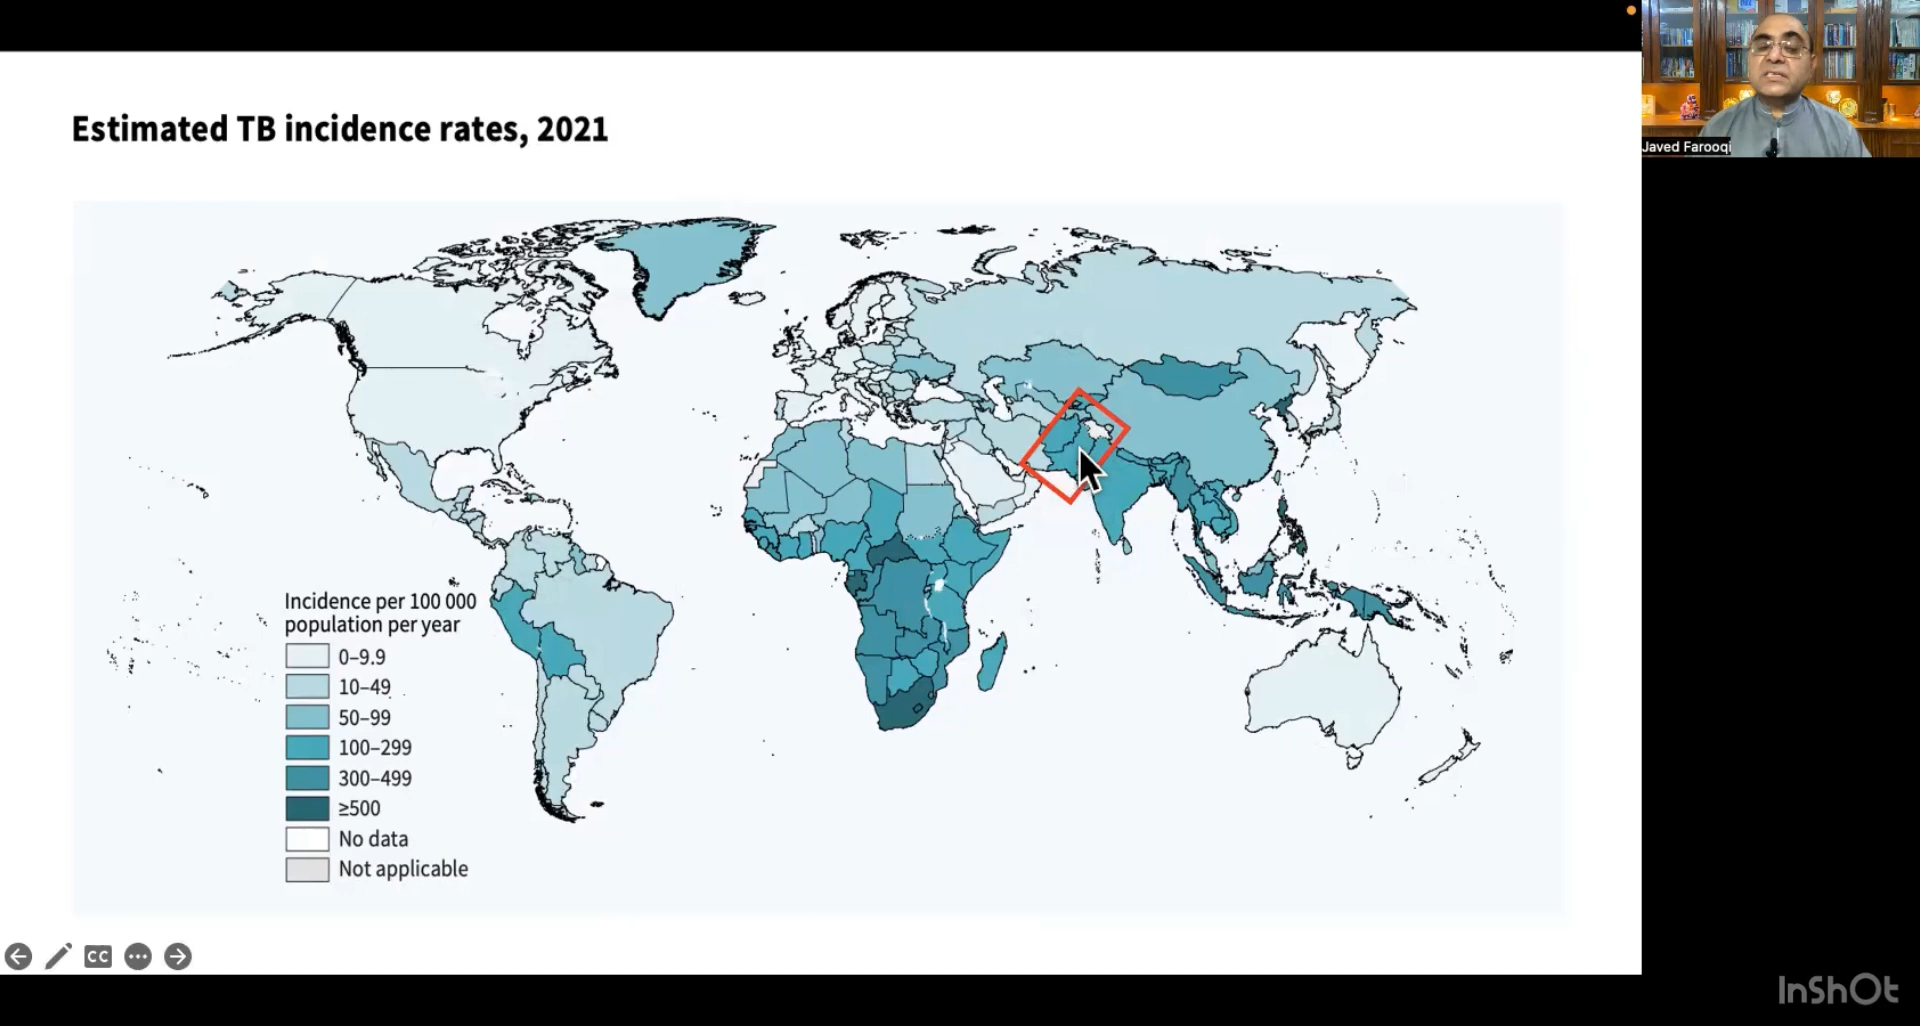 Estimated TB incidence rates, 2021
Javed Farooqi
Incidence per 100 000
population per year
0–9.9
10–49
50–99
100–299
300–499
≥500
No data
Not applicable
CC
InShOt